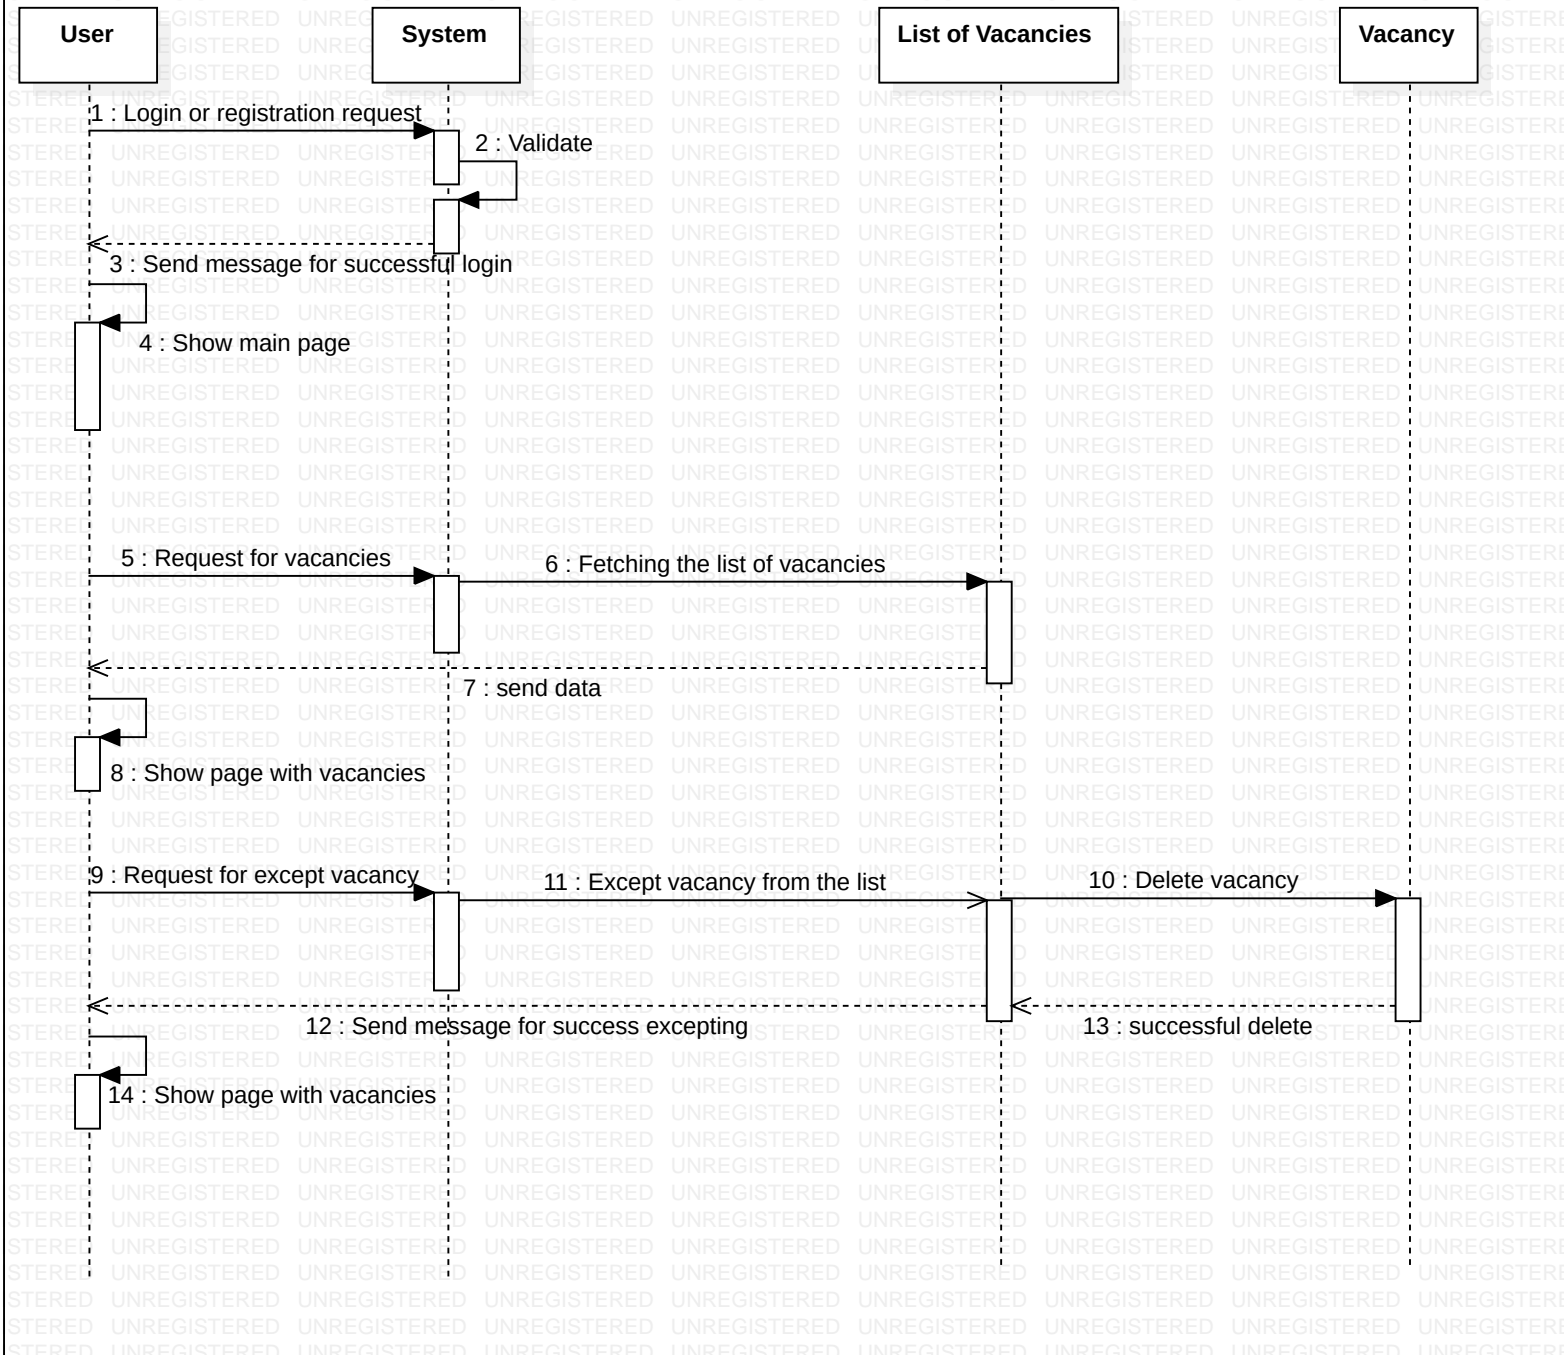 User
System
List of Vacancies
Vacancy
1 : Login or registration request
2 : Validate
3 : Send message for successful login
4 : Show main page
5 : Request for vacancies
6 : Fetching the list of vacancies
7 : send data
8 : Show page with vacancies
9 : Request for except vacancy
11 : Except vacancy from the list
10 : Delete vacancy
12 : Send message for success excepting
13 : successful delete
14 : Show page with vacancies
UNREGISTERED